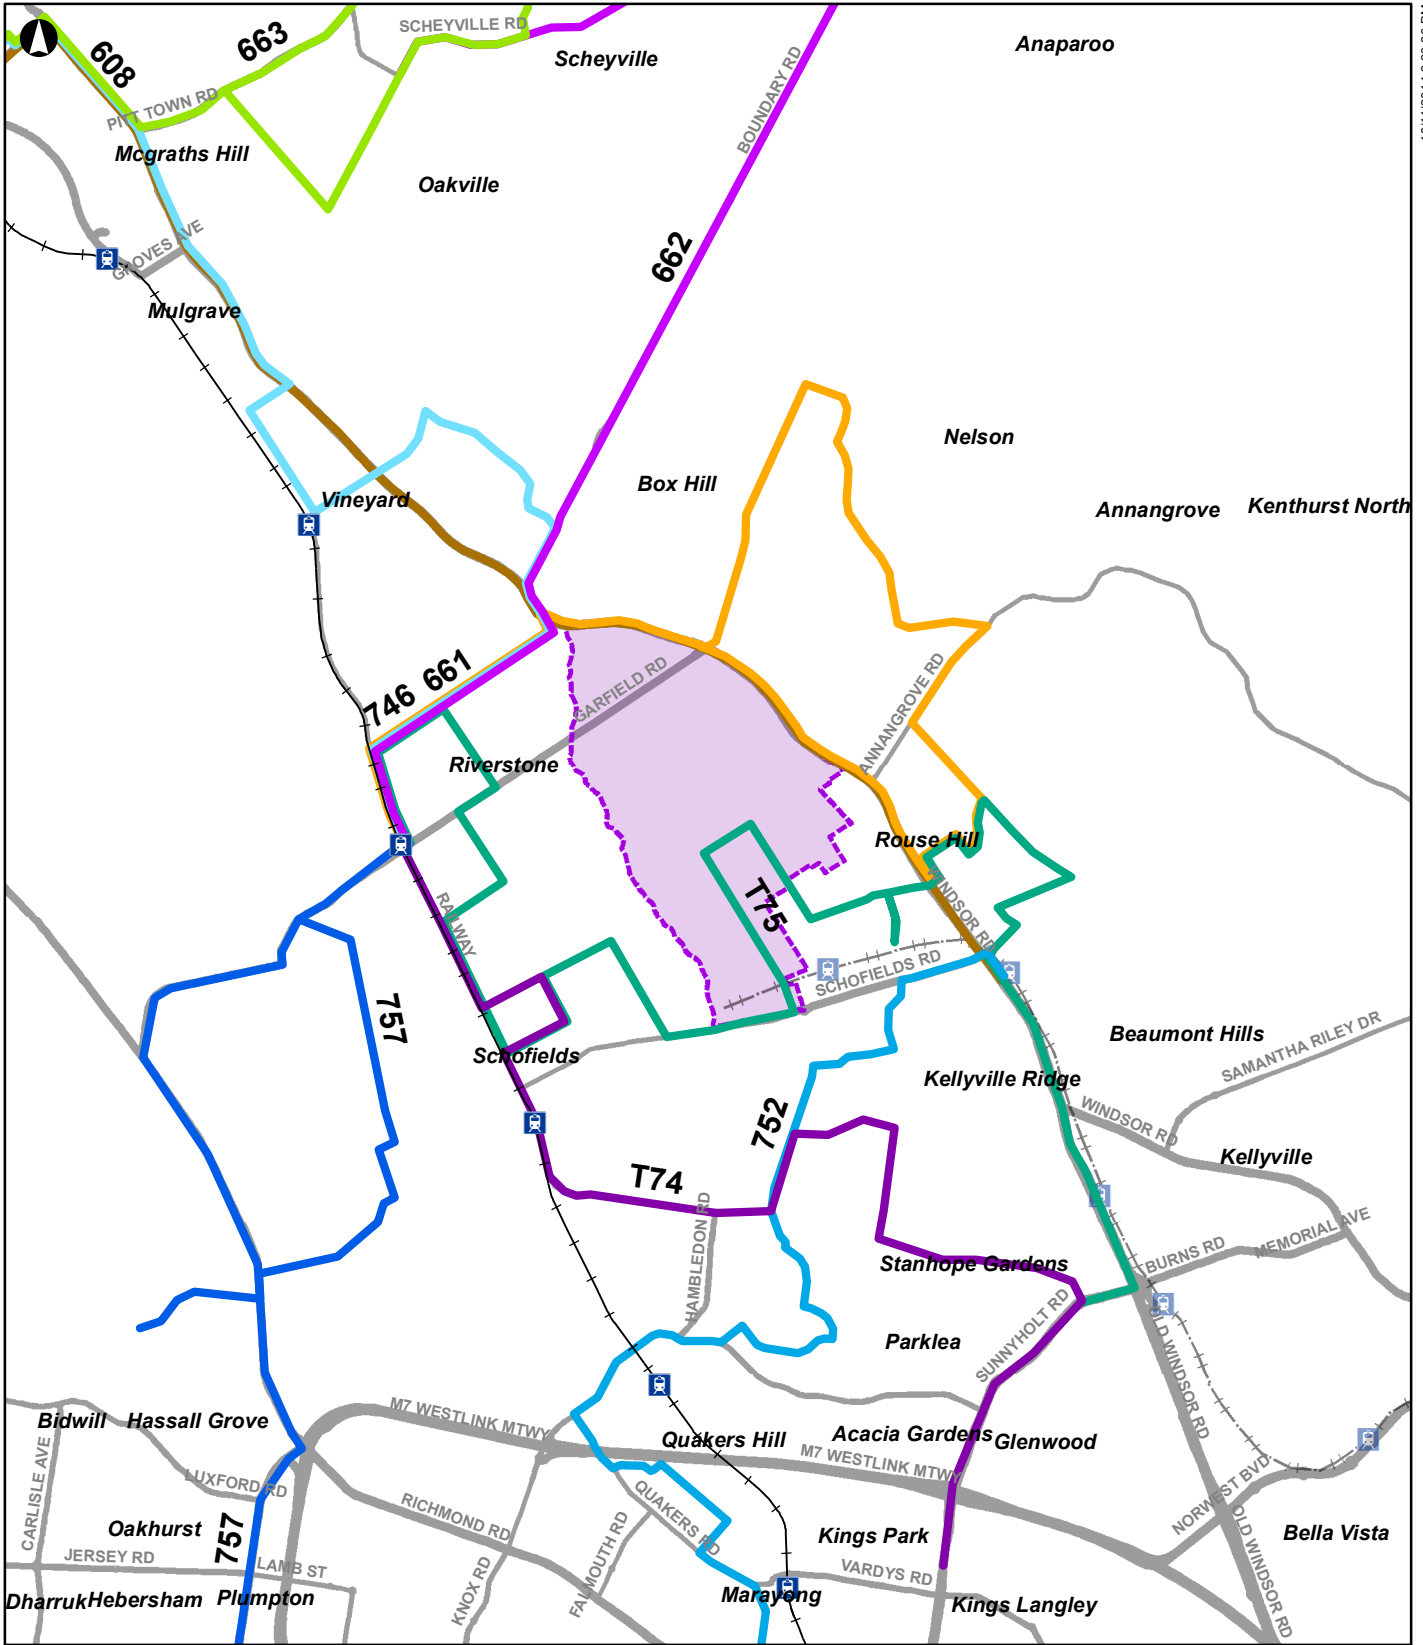 SCHEYVILLE RD
663
608
Scheyville
Anaparoo
BOUNDARY RD
PITT TOWN RD
Mcgraths Hill
Oakville
662
GROVES AVE
Mulgrave
Nelson
Box Hill
Vineyard
Annangrove
Kenthurst North
746 661
GARFIELD RD
ANNANGROVE RD
Riverstone
Rouse Hill
T75
WINDSOR RD
RAILWAY
SCHOFIELDS RD
757
Schofields
Beaumont Hills
SAMANTHA RILEY DR
Kellyville Ridge
752
WINDSOR RD
Kellyville
T74
HAMBLEDON RD
MEMORIAL AVE
BURNS RD
Stanhope Gardens
SUNNYHOLT RD
OLD WINDSOR RD
Parklea
Bidwill
Hassall Grove
M7 WESTLINK MTWY
Quakers Hill
Acacia Gardens
Glenwood
M7 WESTLINK MTWY
CARLISLE AVE
LUXFORD RD
RICHMOND RD
QUAKERS RD
NORWEST BVD
OLD WINDSOR RD
Oakhurst
757
FALMOUTH RD
Kings Park
Bella Vista
JERSEY RD
LAMB ST
KNOX RD
VARDYS RD
Dharruk
Hebersham
Plumpton
Marayong
Kings Langley